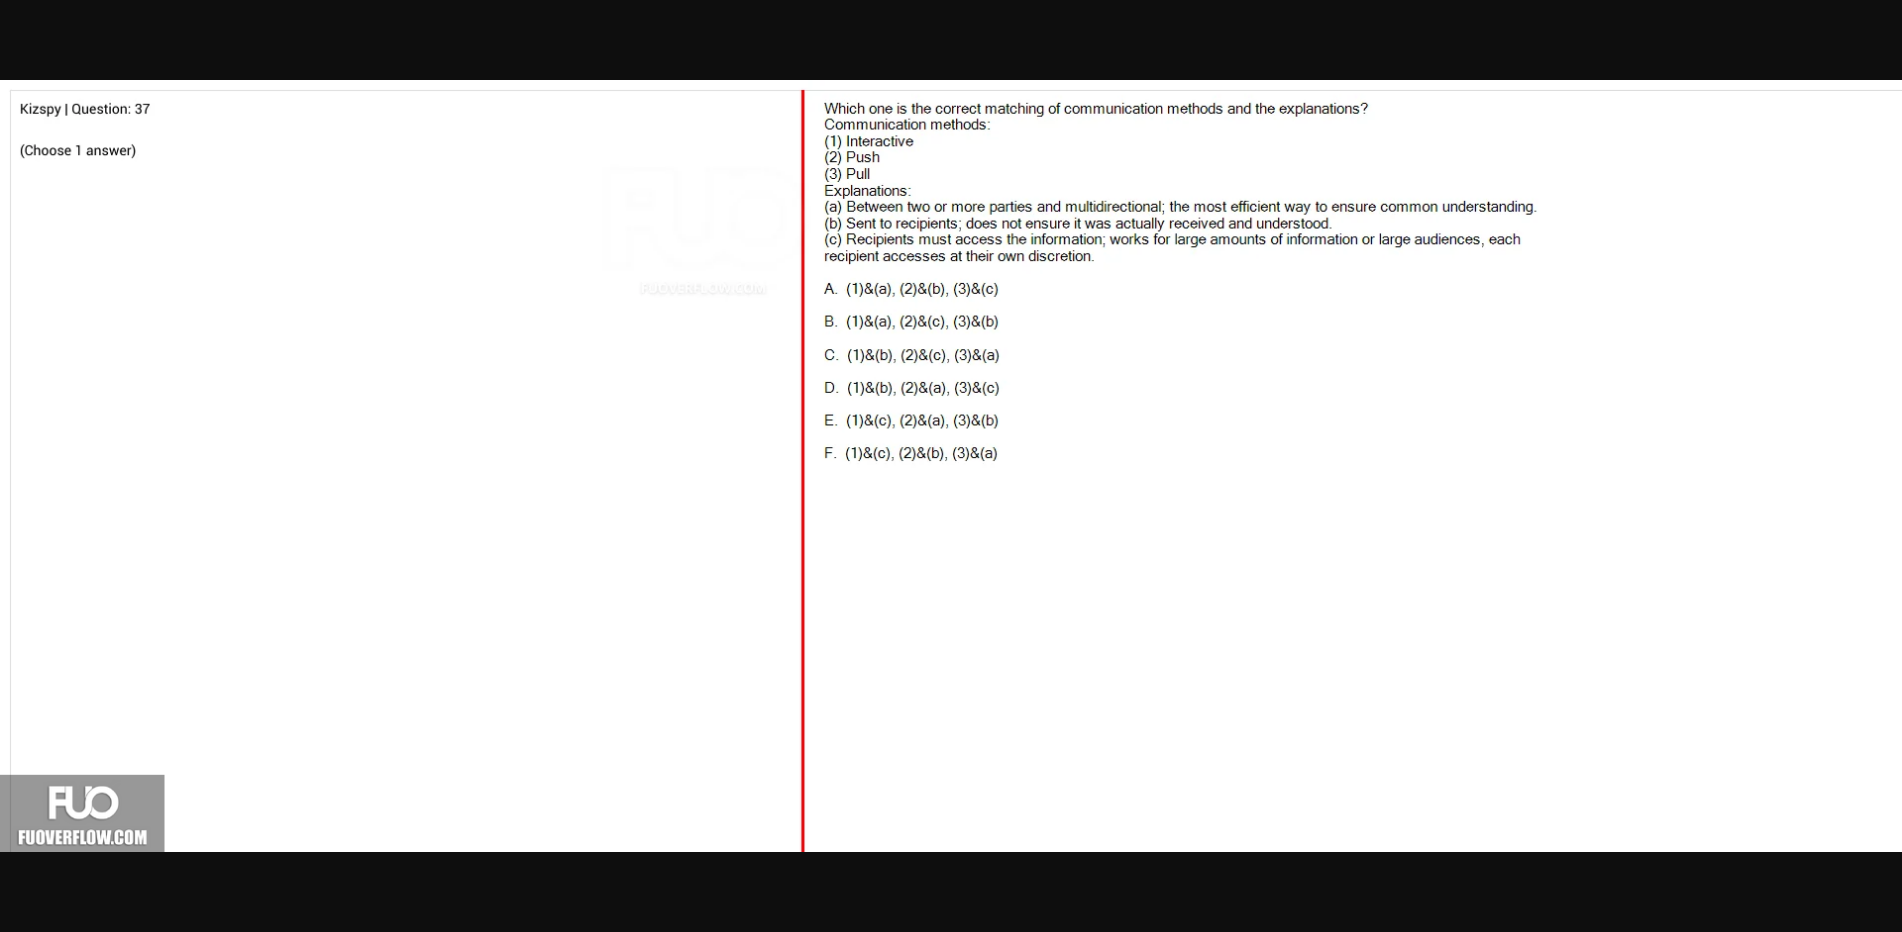 Kizspy | Question: 37
(Choose 1 answer)
Which one is the correct matching of communication methods and the explanations?
Communication methods:
(1) Interactive
(2) Push
(3) Pull
Explanations:
(a) Between two or more parties and multidirectional; the most efficient way to ensure common understanding.
(b) Sent to recipients; does not ensure it was actually received and understood.
(c) Recipients must access the information; works for large amounts of information or large audiences, each
recipient accesses at their own discretion.
A. (1)&(a), (2)&(b), (3)&(c)
B. (1)&(a), (2)&(c), (3)&(b)
C. (1)&(b), (2)&(c), (3)&(a)
D. (1)&(b), (2)&(a), (3)&(c)
E. (1)&(c), (2)&(a), (3)&(b)
F. (1)&(c), (2)&(b), (3)&(a)
FUO
FUOVERFLOW.COM
FUO
FUOVERFLOW.COM